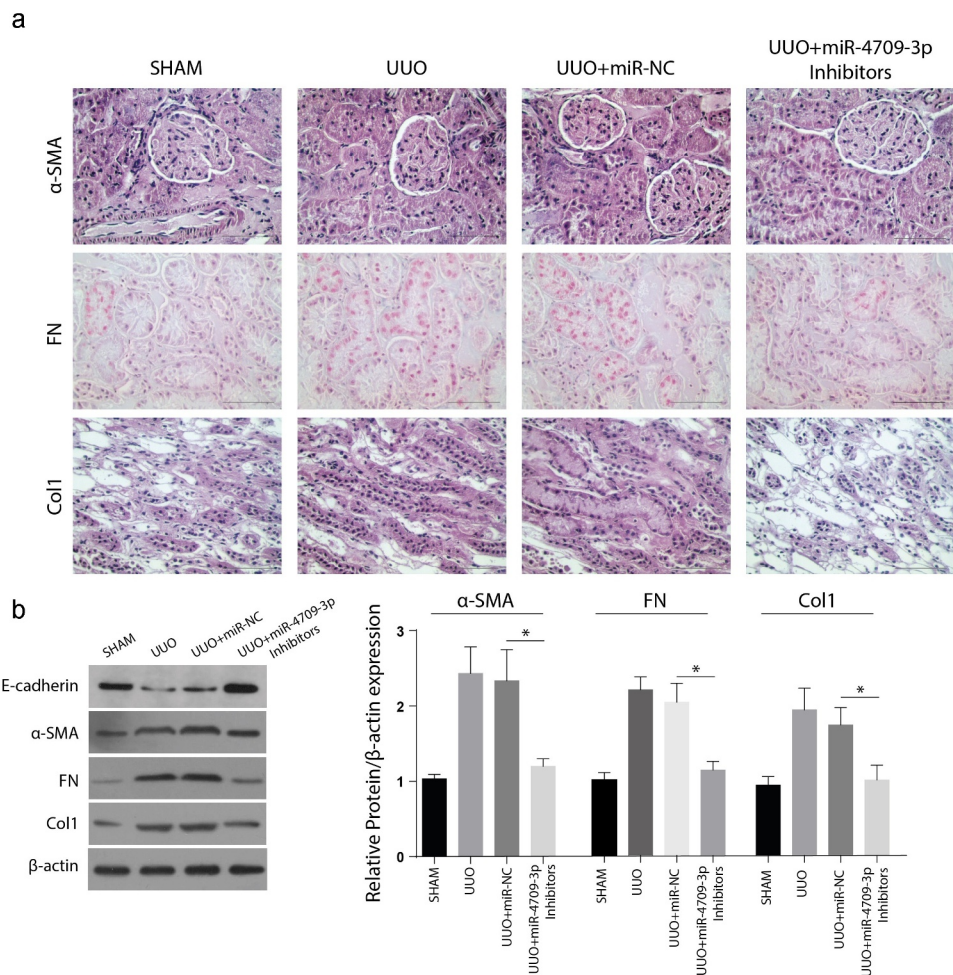 a
SHAM
UUO
UUO+miR-NC
UUO+miR-4709-3p
Inhibitors
α-SMA
FN
Col1
b
SHAM
UUO
UUO+miR-NC
UUO+miR-4709-3p
Inhibitors
E-cadherin
α-SMA
FN
Col1
β-actin
α-SMA
FN
Col1
Relative Protein/β-actin expression
3
2
1
0
*
*
*
SHAM
UUO
UUO+miR-NC
UUO+miR-4709-3p
Inhibitors
SHAM
UUO
UUO+miR-NC
UUO+miR-4709-3p
Inhibitors
SHAM
UUO
UUO+miR-NC
UUO+miR-4709-3p
Inhibitors